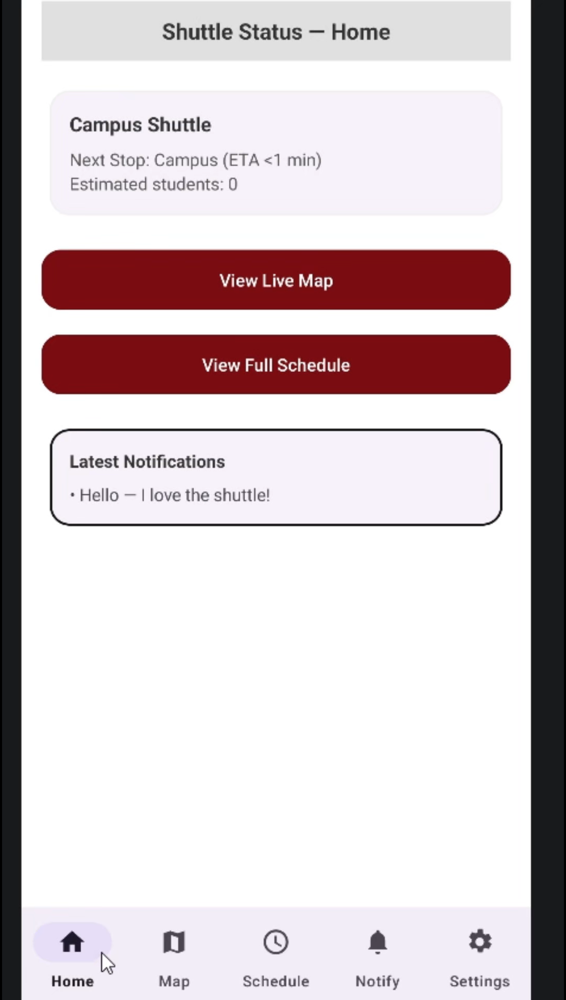 Shuttle Status — Home
Campus Shuttle
Next Stop: Campus (ETA <1 min)
Estimated students: 0
View Live Map
View Full Schedule
Latest Notifications
• Hello — I love the shuttle!
Home
Map
Schedule
Notify
Settings